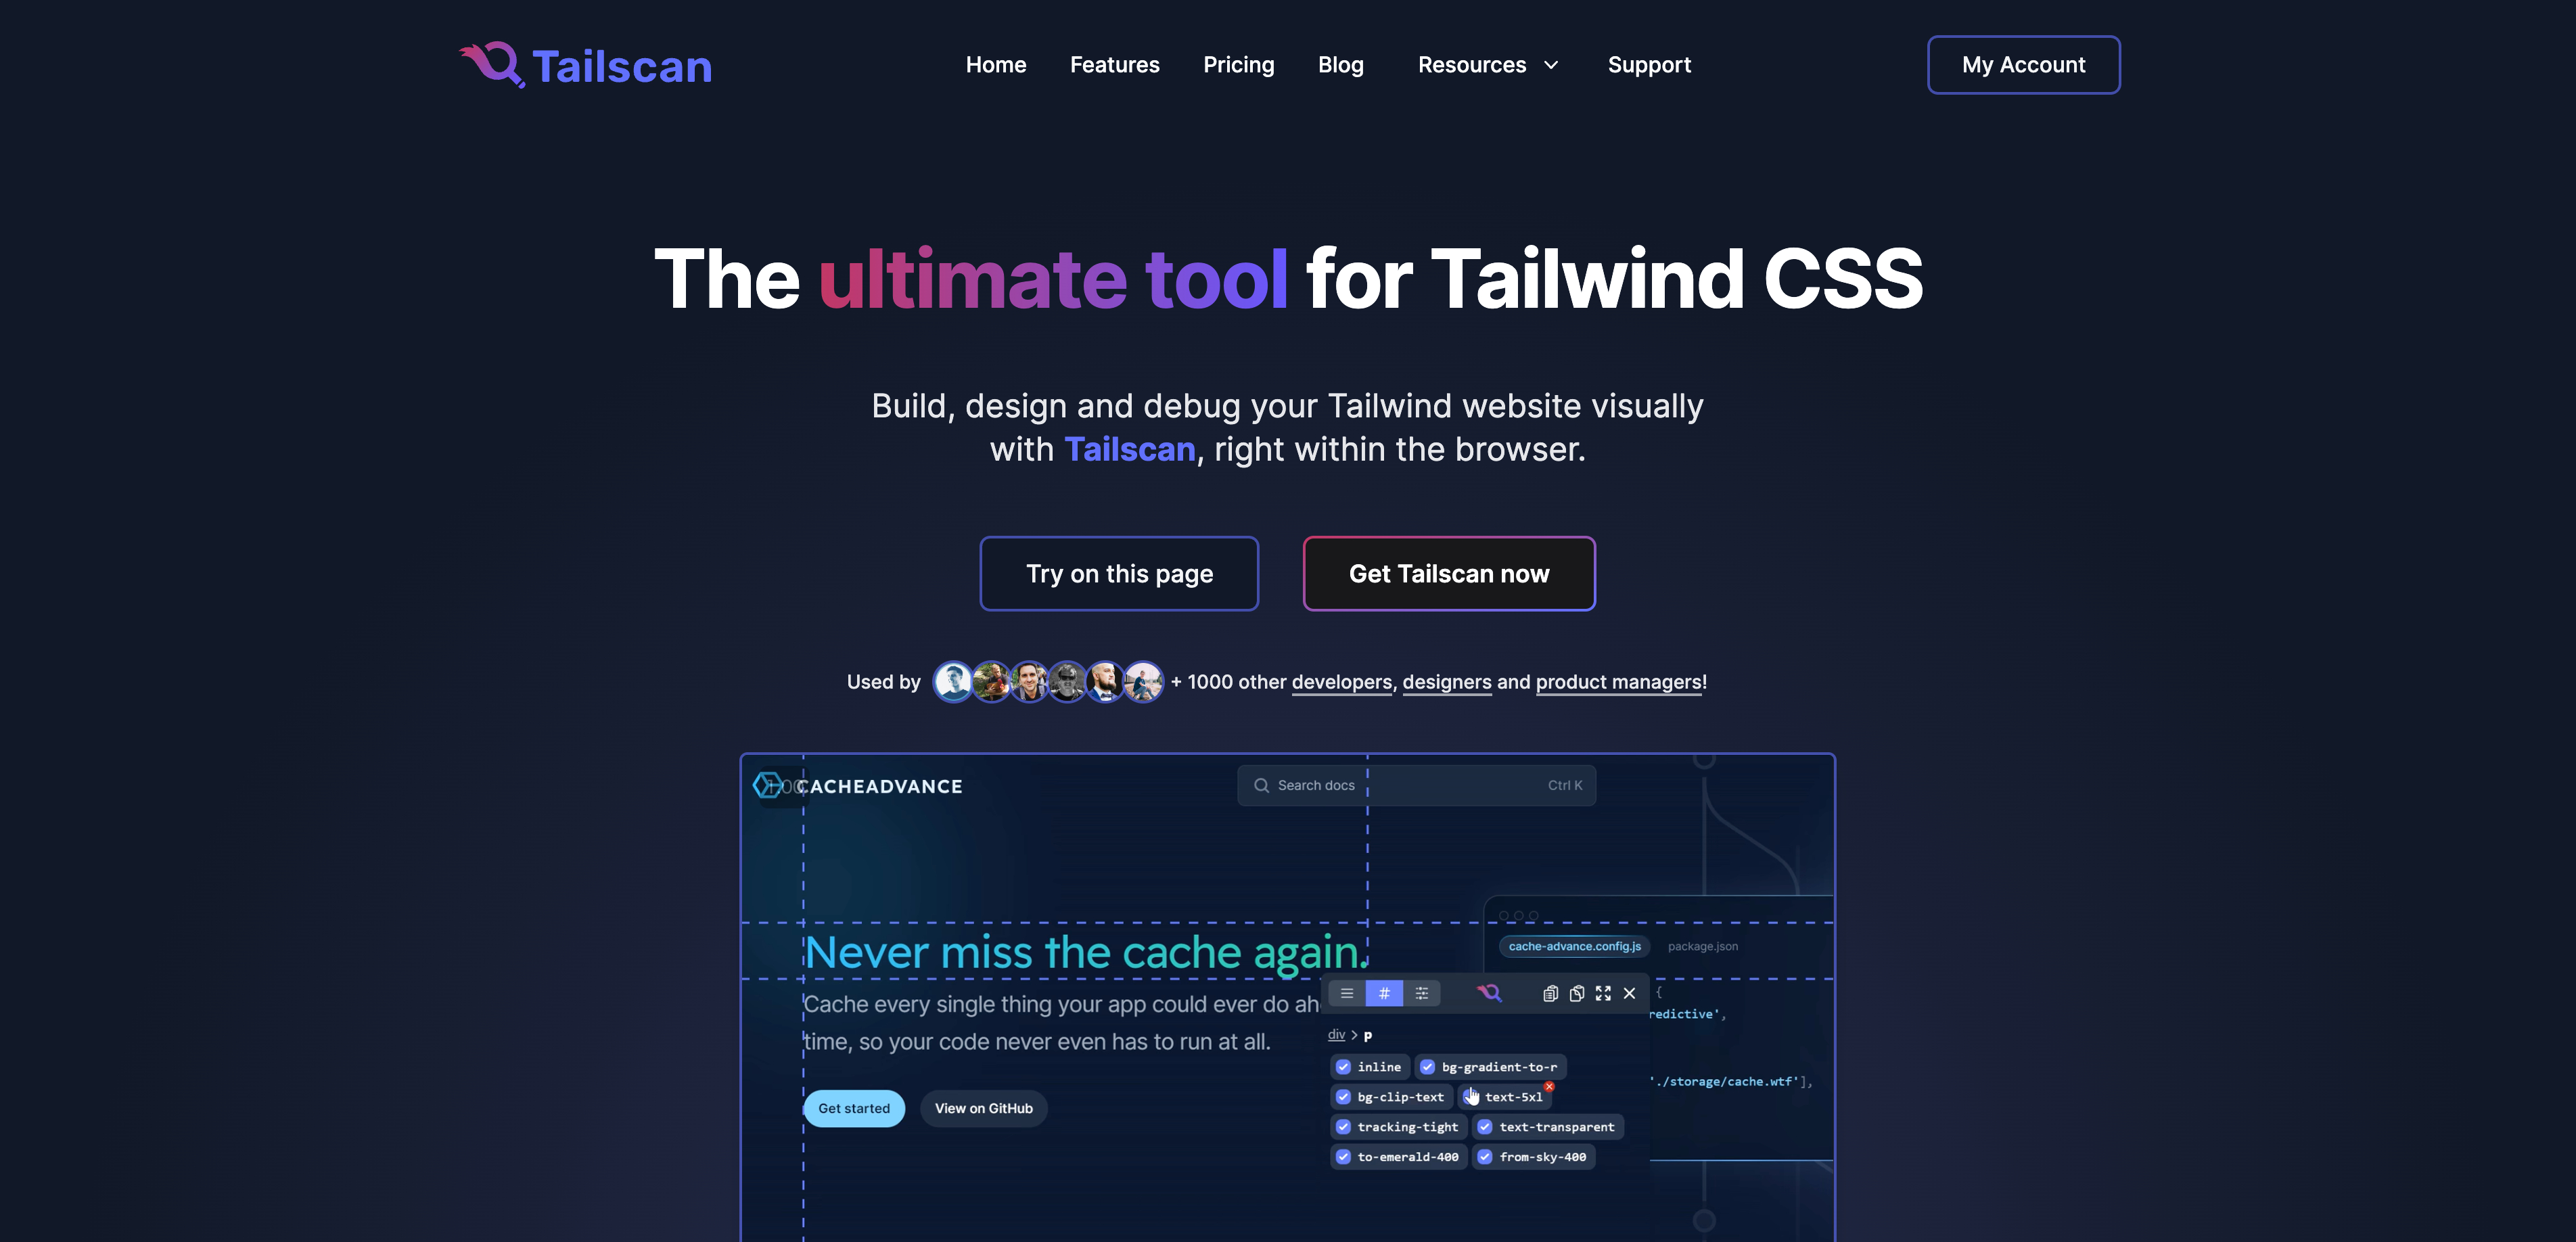 Tailscan
Home Features Pricing Blog Resources Support
My Account
The ultimate tool for Tailwind CSS
Build, design and debug your Tailwind website visually
with Tailscan, right within the browser.
Try on this page
Get Tailscan now
Used by + 1000 other developers, designers and product managers!
CACHEADVANCE
Search docs Ctrl K
Never miss the cache again.
Cache every single thing your app could ever do
time, so your code never even has to run at all.
Get started
View on GitHub
cache-advance.config.js package.json
{
redictive',
'./storage/cache.wtf'],
#
div > p
inline bg-gradient-to-r
bg-clip-text text-5xl
tracking-tight text-transparent
to-emerald-400 from-sky-400